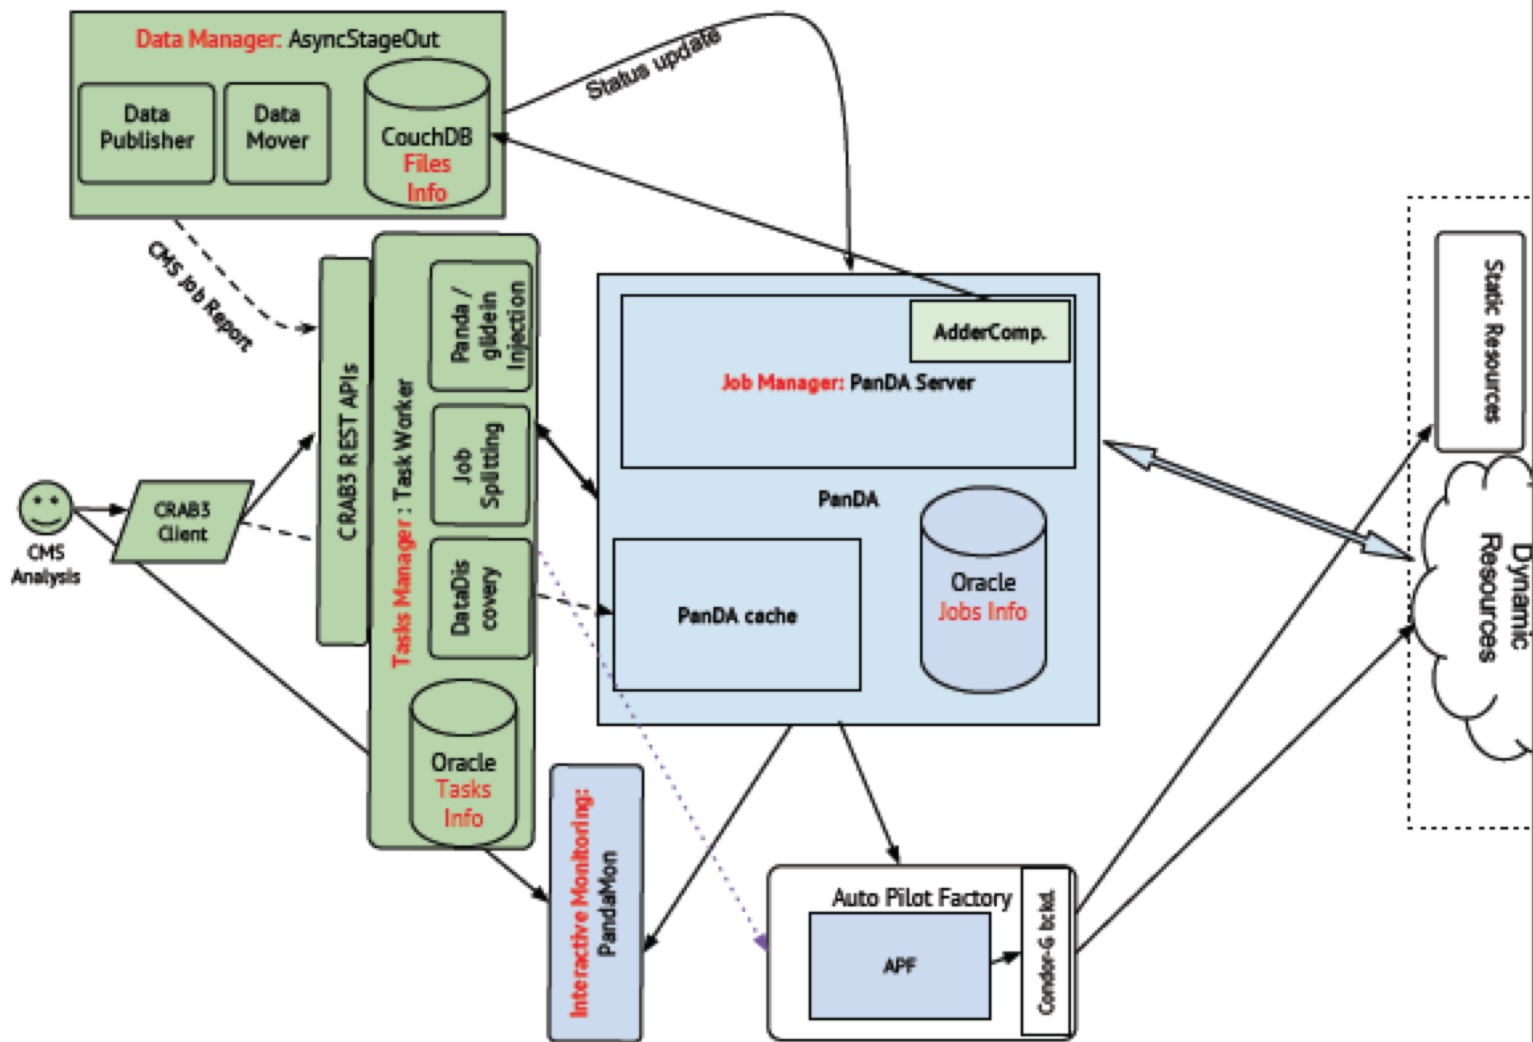 Data Manager: AsyncStageOut
Data
Publisher
Data
Mover
CouchDB
Files
Info
Status update
CMS Job Report
CRAB3 REST APIs
Tasks Manager : TaskWorker
Panda /
glidein
Injection
Job
Splitting
DataDis
covery
Oracle
Tasks
Info
CMS
Analysis
CRAB3
Client
AdderComp.
Job Manager: PanDA Server
PanDA
PanDA cache
Oracle
Jobs Info
Interactive Monitoring:
PandaMon
Auto Pilot Factory
APF
Condor-G bckd.
Static Resources
Dynamic
Resources